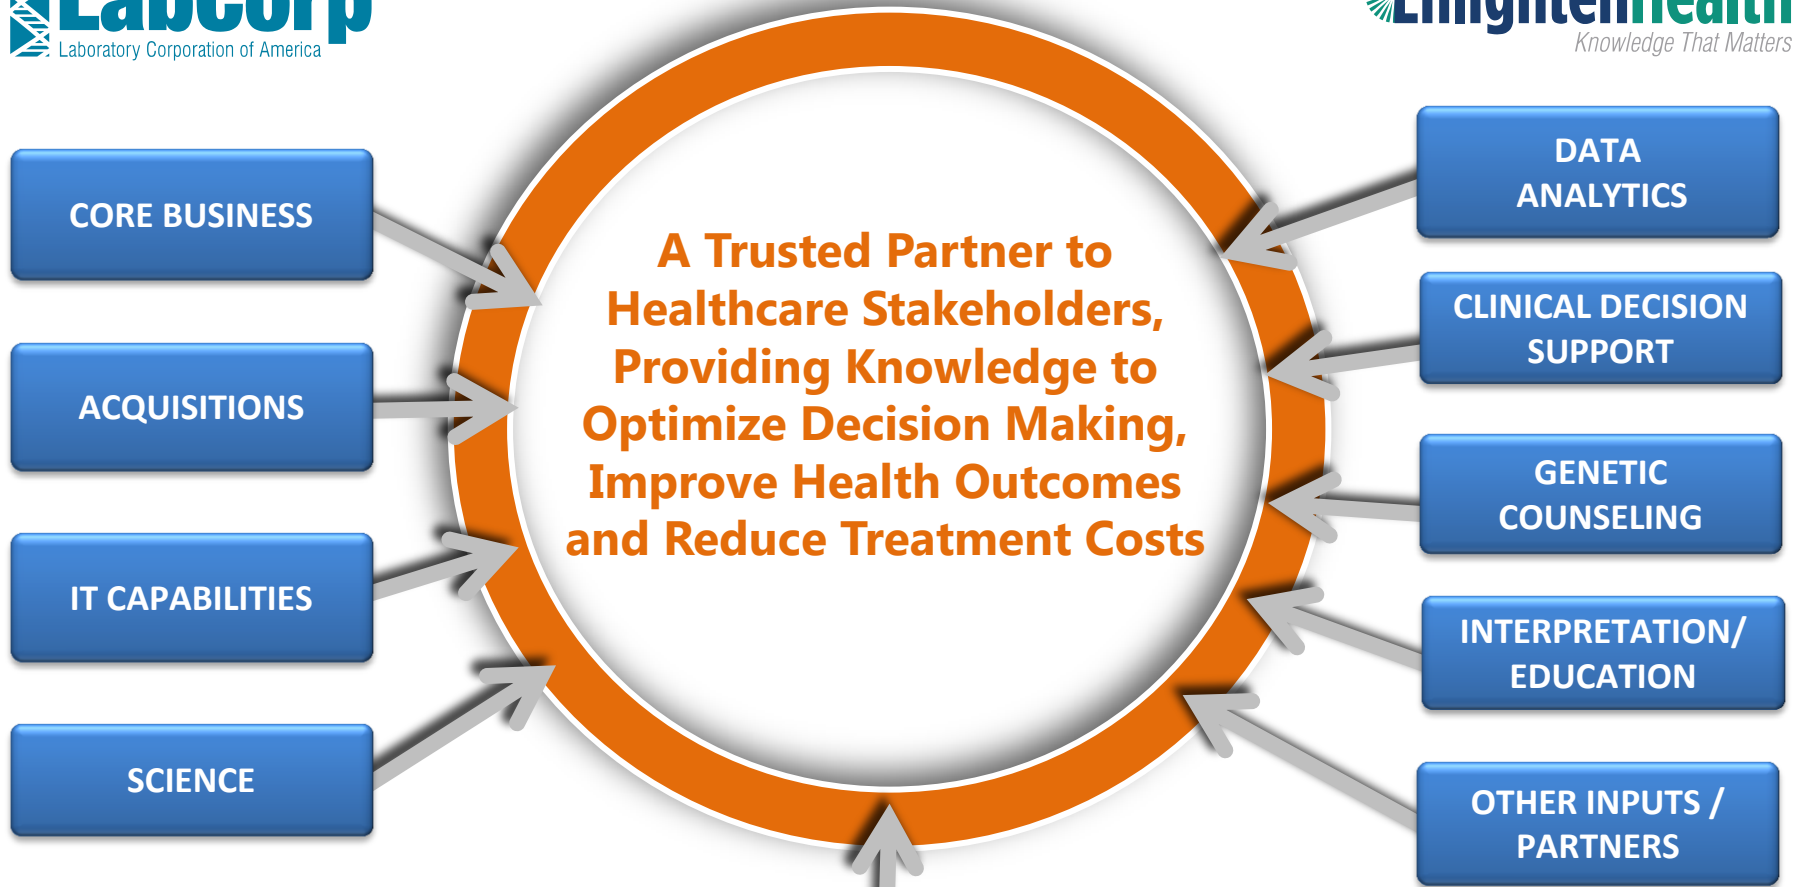 LabCorp
Laboratory Corporation of America
EnlightenHealth
Knowledge That Matters
CORE BUSINESS
ACQUISITIONS
IT CAPABILITIES
SCIENCE
A Trusted Partner to
Healthcare Stakeholders,
Providing Knowledge to
Optimize Decision Making,
Improve Health Outcomes
and Reduce Treatment Costs
DATA
ANALYTICS
CLINICAL DECISION
SUPPORT
GENETIC
COUNSELING
INTERPRETATION/
EDUCATION
OTHER INPUTS /
PARTNERS